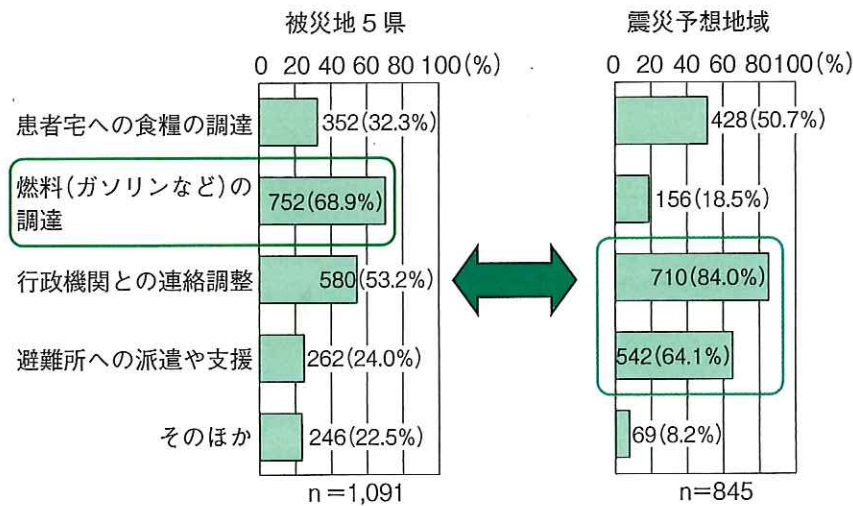 被災地5県
震災予想地域
0 20 40 60 80 100(%)
0 20 40 60 80 100(%)
患者宅への食糧の調達
352(32.3%)
428(50.7%)
燃料(ガソリンなど)の
調達
752(68.9%)
156(18.5%)
行政機関との連絡調整
580(53.2%)
710(84.0%)
避難所への派遣や支援
262(24.0%)
542(64.1%)
そのほか
246(22.5%)
69(8.2%)
n=1,091
n=845